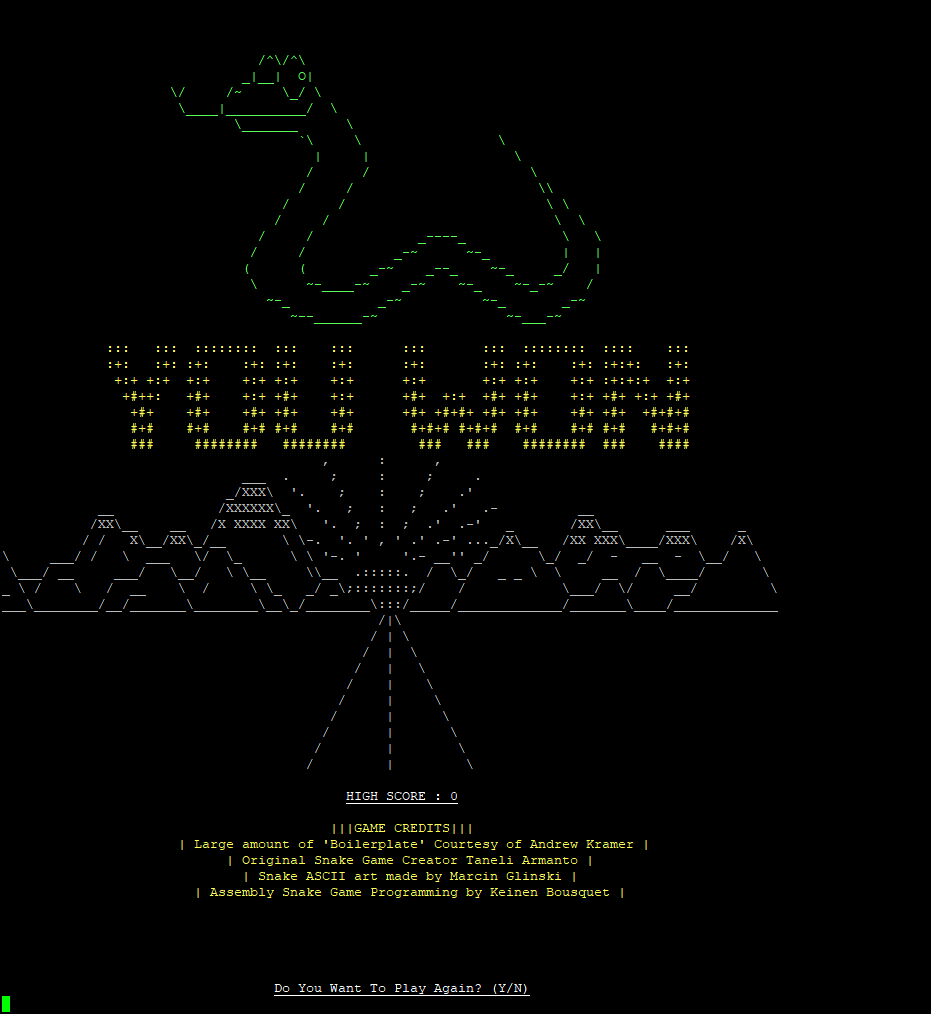 YOU WON
HIGH SCORE : 0
|||GAME CREDITS|||
| Large amount of 'Boilerplate' Courtesy of Andrew Kramer |
| Original Snake Game Creator Taneli Armanto |
| Snake ASCII art made by Marcin Glinski |
| Assembly Snake Game Programming by Keinen Bousquet |
Do You Want To Play Again? (Y/N)